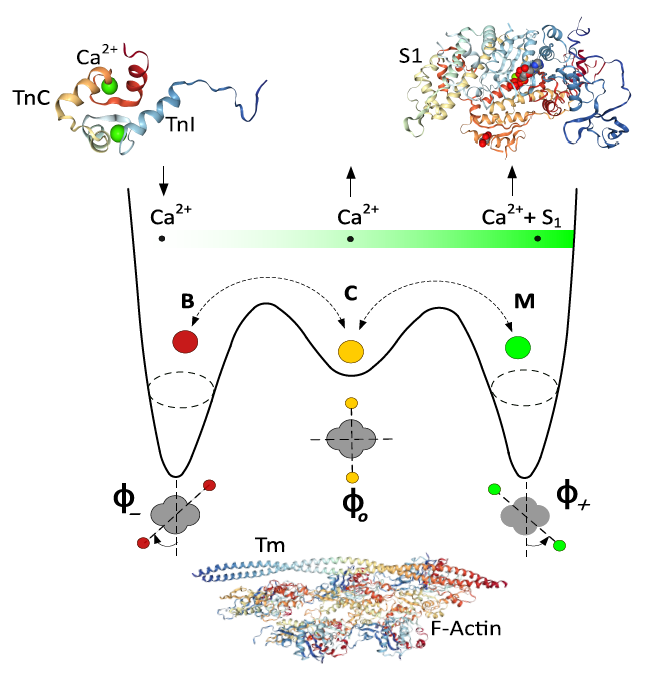 Ca²⁺
S1
TnC
TnI
Ca²⁺
Ca²⁺
Ca²⁺+ S₁
B
C
M
ϕ₋
ϕₒ
ϕ₊
Tm
F-Actin